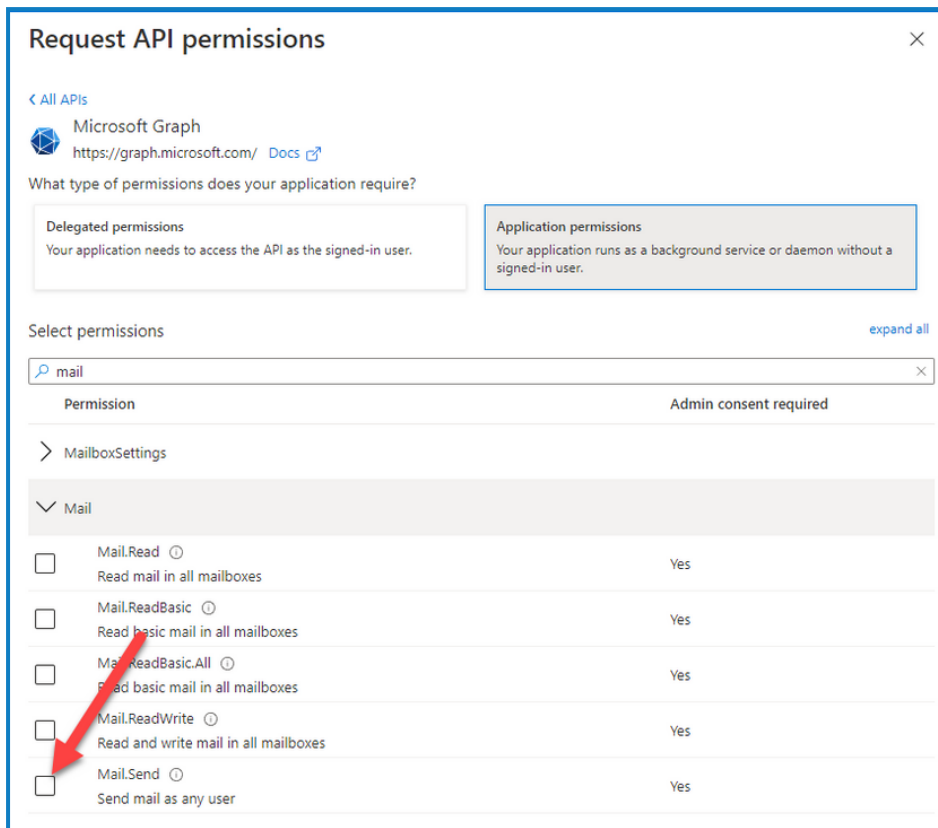 Request API permissions
All APIs
Microsoft Graph
https://graph.microsoft.com/ Docs
What type of permissions does your application require?
Delegated permissions
Your application needs to access the API as the signed-in user.
Application permissions
Your application runs as a background service or daemon without a
signed-in user.
Select permissions
expand all
mail
Permission
Admin consent required
MailboxSettings
Mail
Mail.Read
Read mail in all mailboxes
Yes
Mail.ReadBasic
Read basic mail in all mailboxes
Yes
Mail.ReadBasic.All
Read basic mail in all mailboxes
Yes
Mail.ReadWrite
Read and write mail in all mailboxes
Yes
Mail.Send
Send mail as any user
Yes